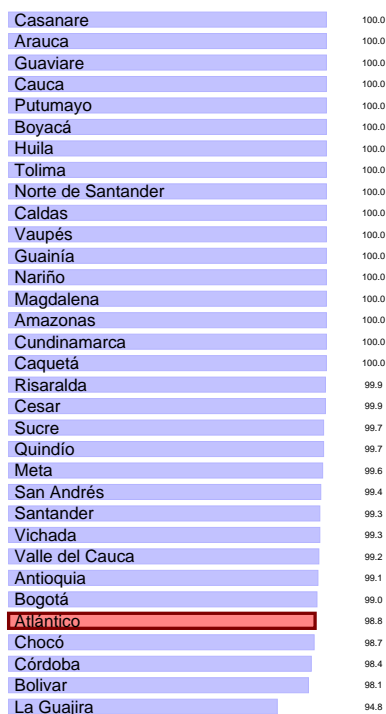 Casanare 100.0
Arauca 100.0
Guaviare 100.0
Cauca 100.0
Putumayo 100.0
Boyacá 100.0
Huila 100.0
Tolima 100.0
Norte de Santander 100.0
Caldas 100.0
Vaupés 100.0
Guainía 100.0
Nariño 100.0
Magdalena 100.0
Amazonas 100.0
Cundinamarca 100.0
Caquetá 100.0
Risaralda 99.9
Cesar 99.9
Sucre 99.7
Quindío 99.7
Meta 99.6
San Andrés 99.4
Santander 99.3
Vichada 99.3
Valle del Cauca 99.2
Antioquia 99.1
Bogotá 99.0
Atlántico 98.8
Chocó 98.7
Córdoba 98.4
Bolivar 98.1
La Guajira 94.8